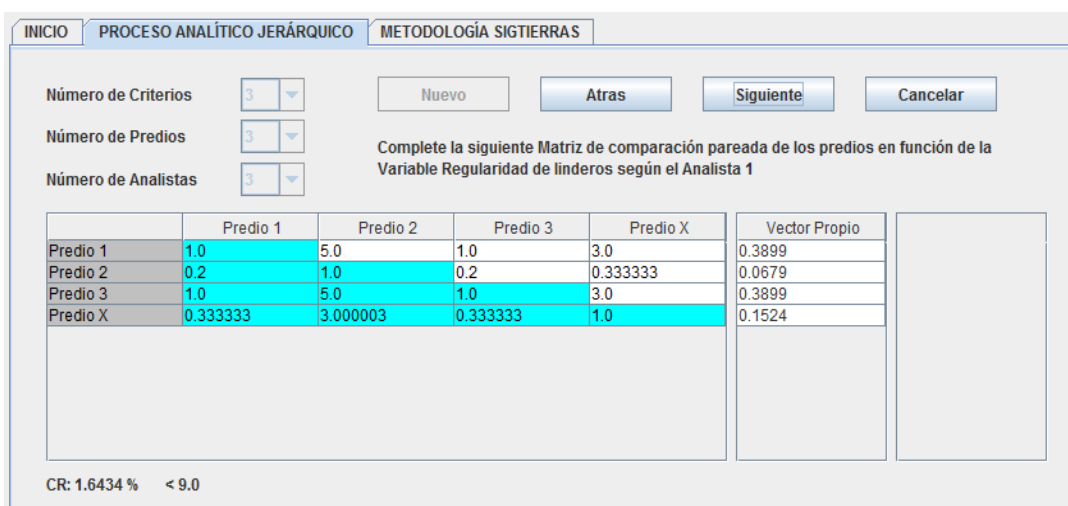 INICIO PROCESO ANALÍTICO JERÁRQUICO METODOLOGÍA SIGTIERRAS
Número de Criterios 3 Nuevo Atras Siguiente Cancelar
Número de Predios 3
Complete la siguiente Matriz de comparación pareada de los predios en función de la
Variable Regularidad de linderos según el Analista 1
Número de Analistas 3
Predio 1 Predio 2 Predio 3 Predio X Vector Propio
Predio 1 1.0 5.0 1.0 3.0 0.3899
Predio 2 0.2 1.0 0.2 0.333333 0.0679
Predio 3 1.0 5.0 1.0 3.0 0.3899
Predio X 0.333333 3.000003 0.333333 1.0 0.1524
CR: 1.6434 % < 9.0